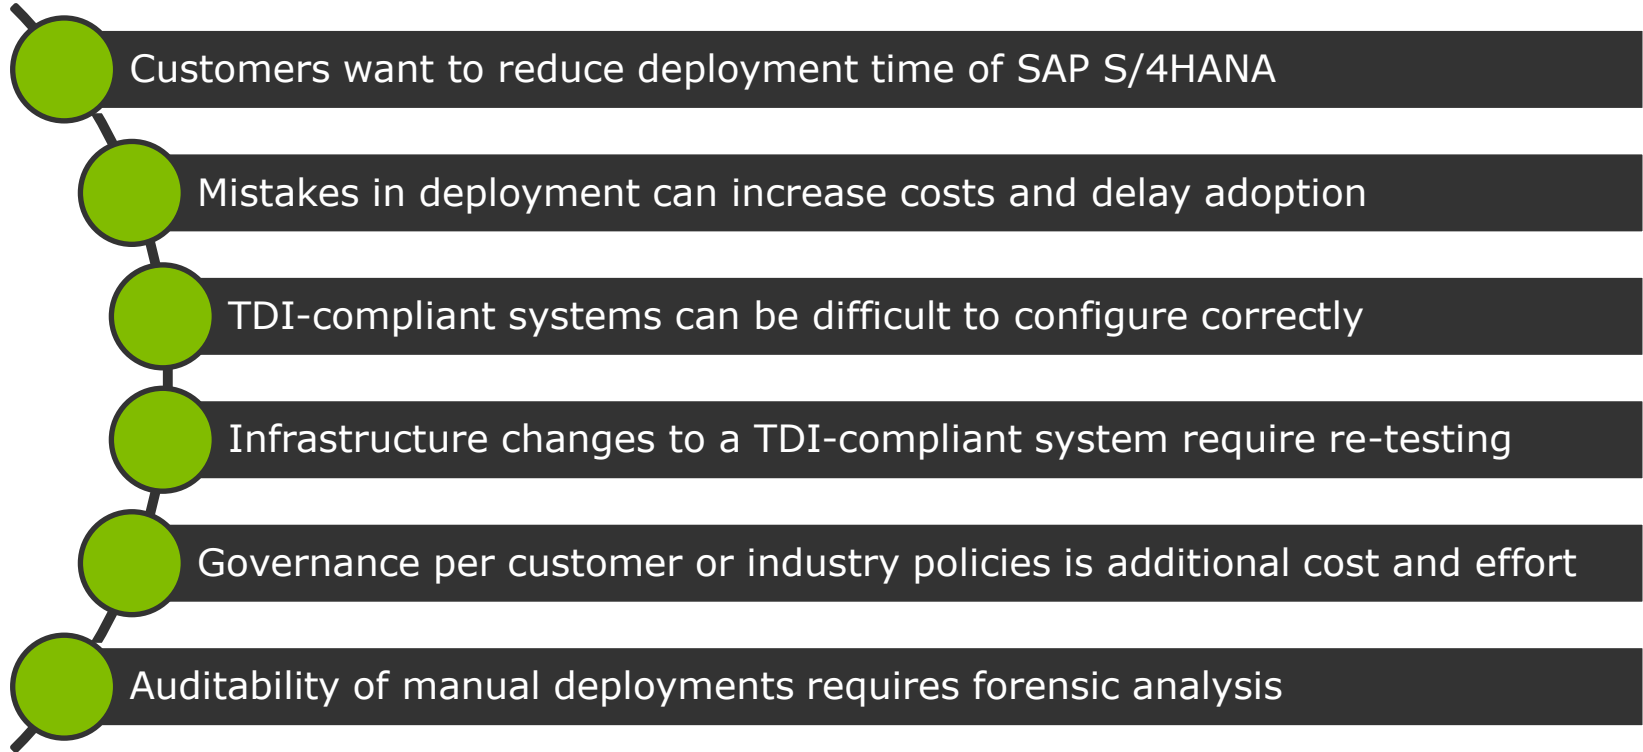 Customers want to reduce deployment time of SAP S/4HANA
Mistakes in deployment can increase costs and delay adoption
TDI-compliant systems can be difficult to configure correctly
Infrastructure changes to a TDI-compliant system require re-testing
Governance per customer or industry policies is additional cost and effort
Auditability of manual deployments requires forensic analysis